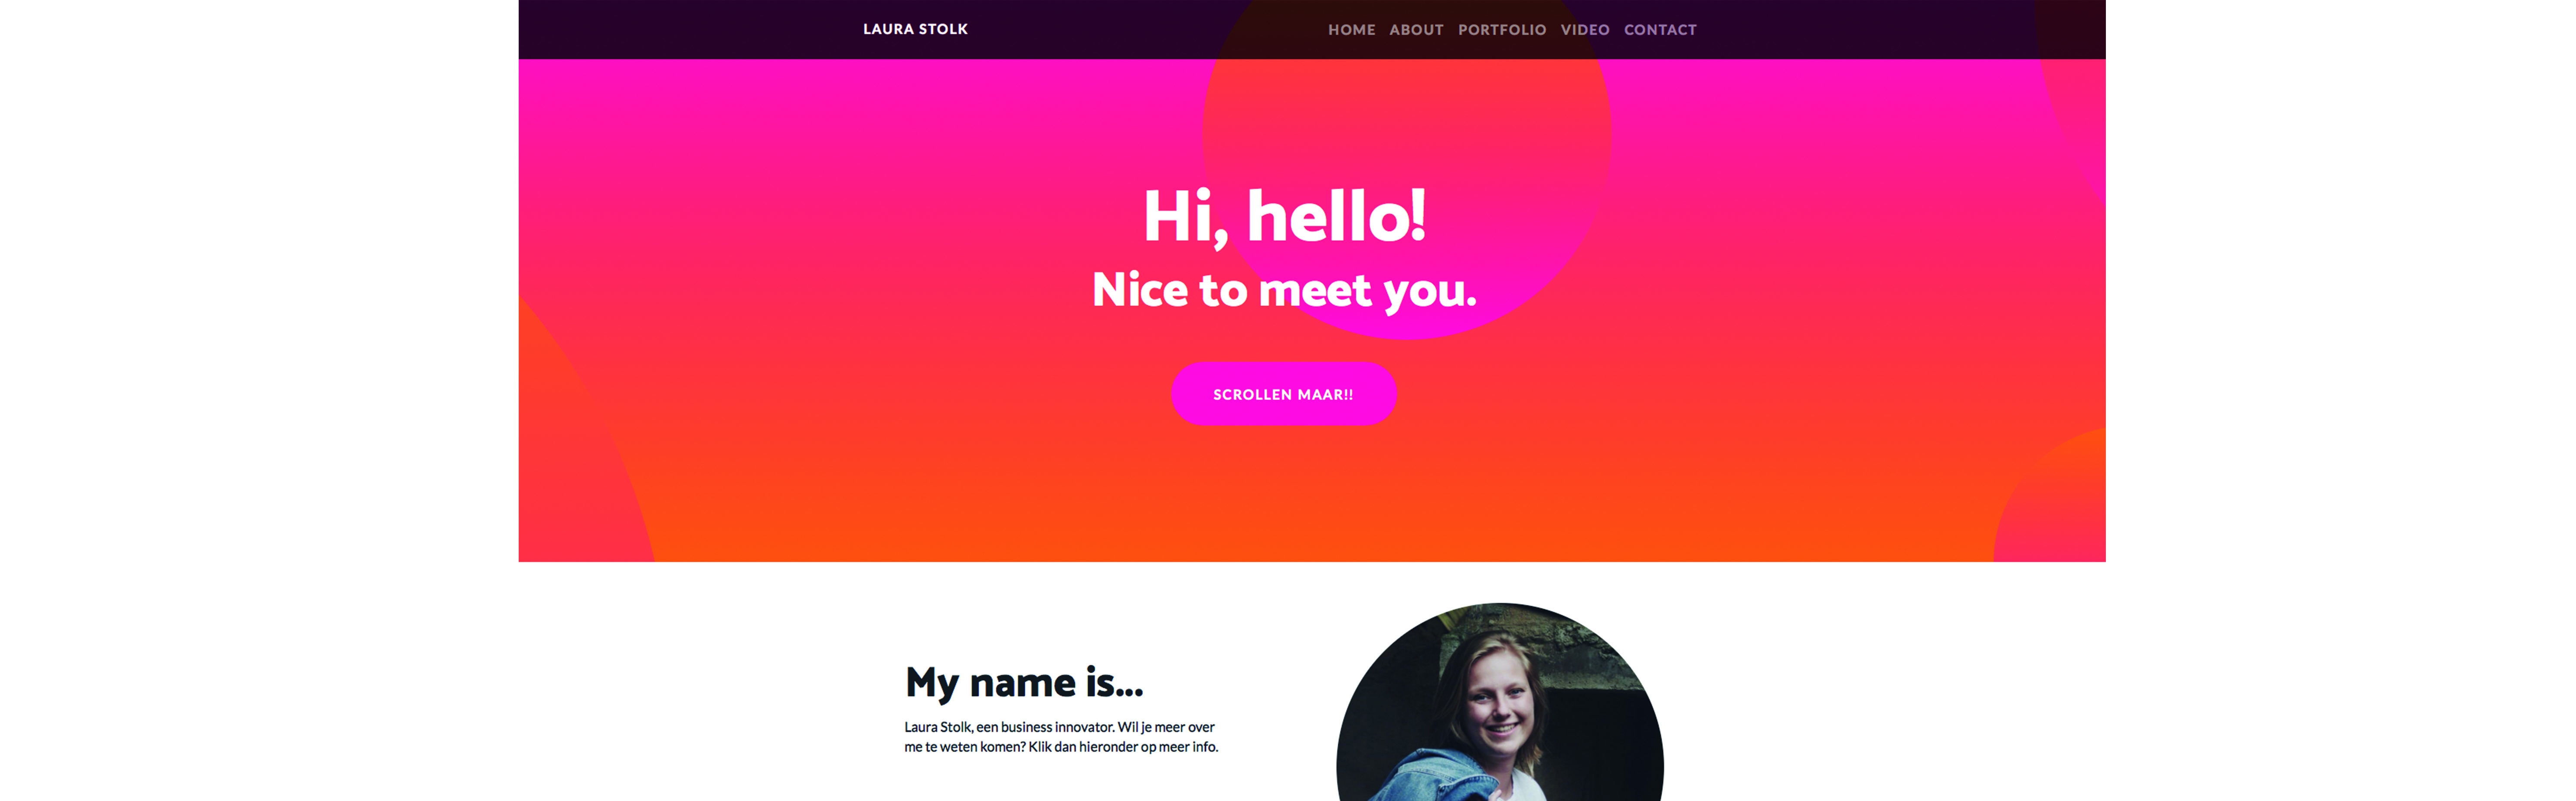 LAURA STOLK
HOME ABOUT PORTFOLIO VIDEO CONTACT
Hi, hello!
Nice to meet you.
SCROLLEN MAAR!!
My name is...
Laura Stolk, een business innovator. Wil je meer over
me te weten komen? Klik dan hieronder op meer info.